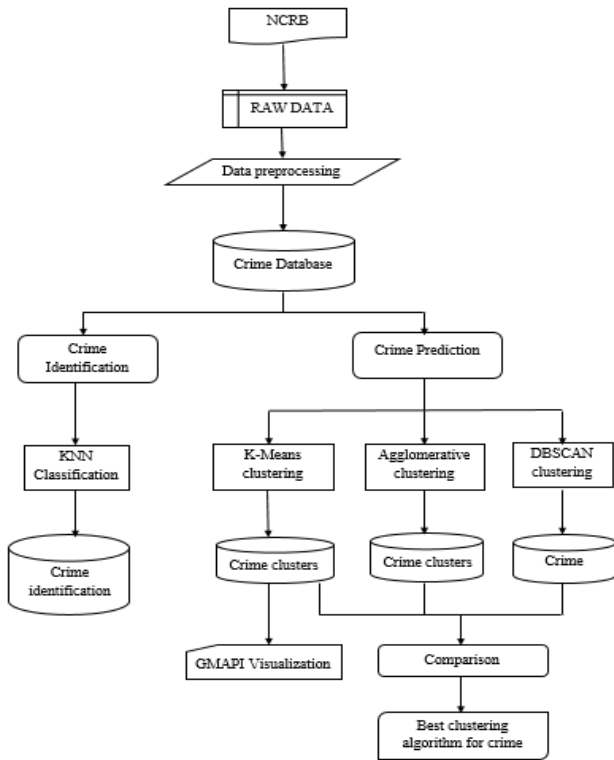 NCRB
RAW DATA
Data preprocessing
Crime Database
Crime
Identification
Crime Prediction
KNN
Classification
K-Means
clustering
Agglomerative
clustering
DBSCAN
clustering
Crime
identification
Crime clusters
Crime clusters
Crime
GMAPI Visualization
Comparison
Best clustering
algorithm for crime